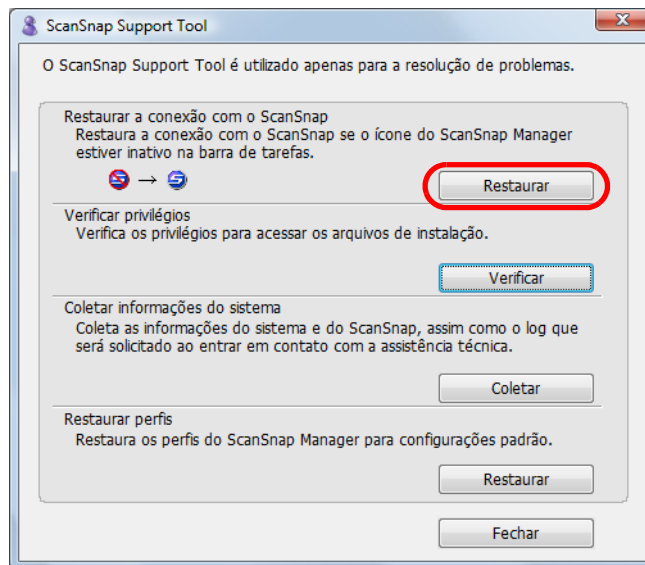 ScanSnap Support Tool
O ScanSnap Support Tool é utilizado apenas para a resolução de problemas.
Restaurar a conexão com o ScanSnap
Restaura a conexão com o ScanSnap se o ícone do ScanSnap Manager
estiver inativo na barra de tarefas.
→
Restaurar
Verificar privilégios
Verifica os privilégios para acessar os arquivos de instalação.
Verificar
Coletar informações do sistema
Coleta as informações do sistema e do ScanSnap, assim como o log que
será solicitado ao entrar em contato com a assistência técnica.
Coletar
Restaurar perfis
Restaura os perfis do ScanSnap Manager para configurações padrão.
Restaurar
Fechar